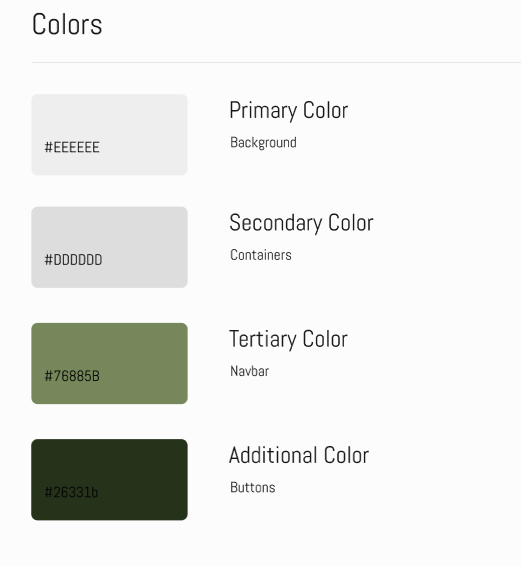 Colors
#EEEEEE
Primary Color
Background
#DDDDDD
Secondary Color
Containers
#76885B
Tertiary Color
Navbar
#26331b
Additional Color
Buttons